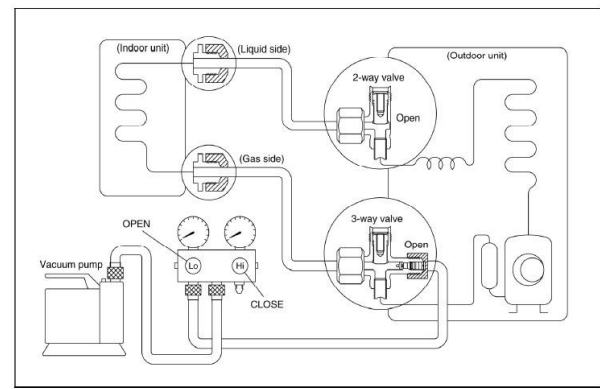 (Indoor unit)
(Liquid side)
(Outdoor unit)
2-way valve
Open
(Gas side)
3-way valve
Open
OPEN
Lo
Hi
CLOSE
Vacuum pump